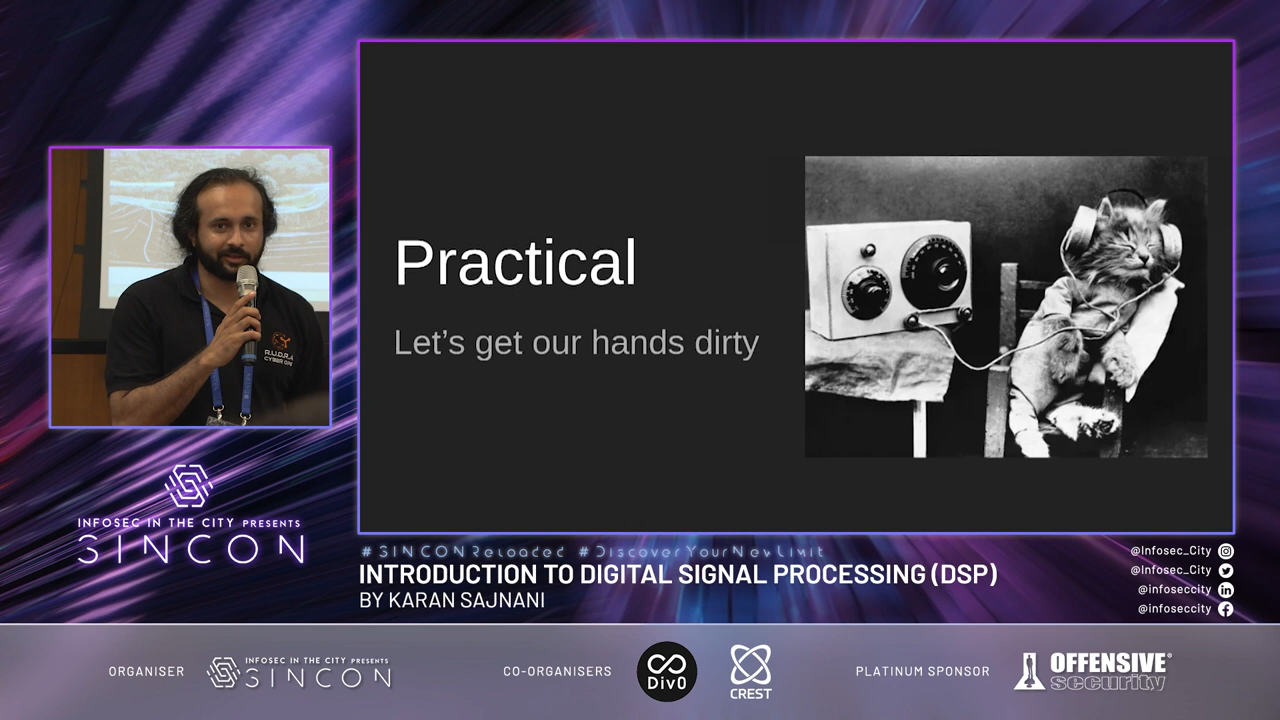 Practical
Let's get our hands dirty
R.U.D.R.A
CYBER OPS
INFOSEC IN THE CITY PRESENTS
SINCON
#SINCONReloaded #DiscoverYourNewLimit
INTRODUCTION TO DIGITAL SIGNAL PROCESSING (DSP)
BY KARAN SAJNANI
@Infosec_City
@Infosec_City
@infoseccity
@infoseccity
ORGANISER
INFOSEC IN THE CITY PRESENTS
SINCON
CO-ORGANISERS
Div0
CREST
PLATINUM SPONSOR
OFFENSIVE
security